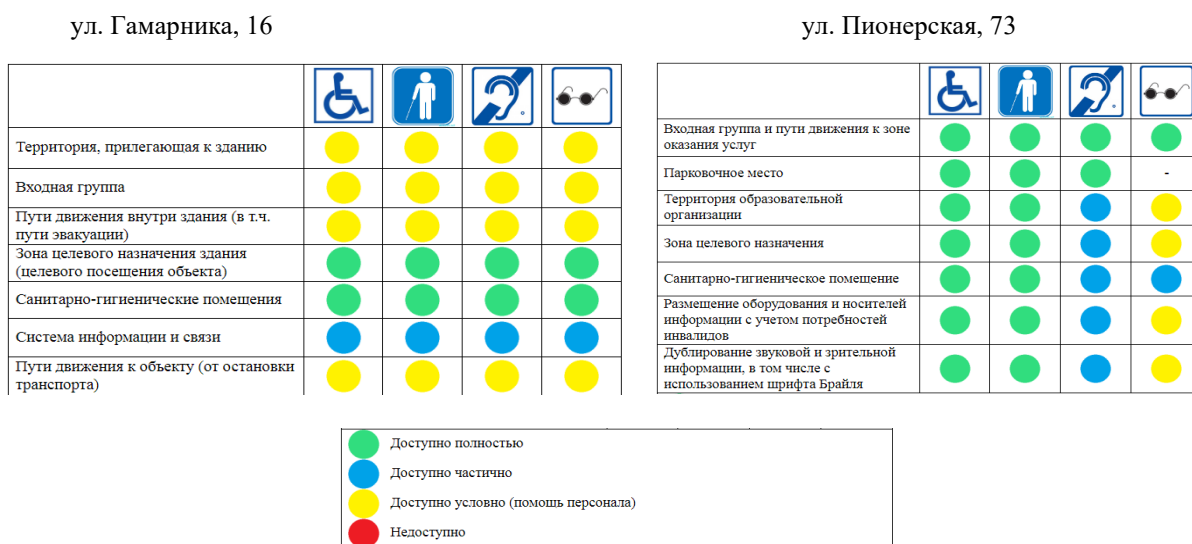 ул. Гамарника, 16
ул. Пионерская, 73
Территория, прилегающая к зданию
Входная группа
Пути движения внутри здания (в т.ч.
пути эвакуации)
Зона целевого назначения здания
(целевого посещения объекта)
Санитарно-гигиенические помещения
Система информации и связи
Пути движения к объекту (от остановки
транспорта)
Входная группа и пути движения к зоне
оказания услуг
Парковочное место
-
Территория образовательной
организации
Зона целевого назначения
Санитарно-гигиеническое помещение
Размещение оборудования и носителей
информации с учетом потребностей
инвалидов
Дублирование звуковой и зрительной
информации, в том числе с
использованием шрифта Брайля
Доступно полностью
Доступно частично
Доступно условно (помощь персонала)
Недоступно